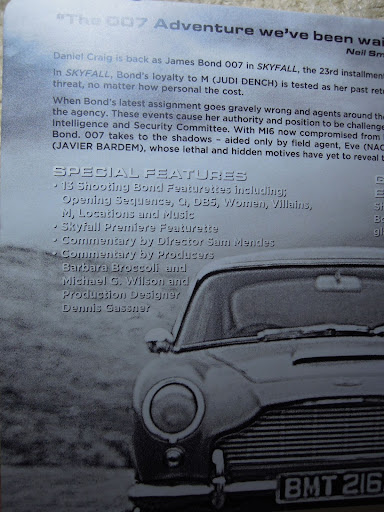 "The 007 Adventure we've been wai
Neil Sm
Daniel Craig is back as James Bond 007 in SKYFALL, the 23rd installmen
In SKYFALL, Bond's loyalty to M (JUDI DENCH) is tested as her past ret
threat, no matter how personal the cost.
When Bond's latest assignment goes gravely wrong and agents around the
the agency. These events cause her authority and position to be challenge
Intelligence and Security Committee. With MI6 now compromised from
Bond. 007 takes to the shadows – aided only by field agent, Eve (NAO
(JAVIER BARDEM), whose lethal and hidden motives have yet to reveal t
SPECIAL FEATURES
• 13 Shooting Bond Featurettes including;
Opening Sequence, Q, DB5, Women, Villains,
M, Locations and Music
• Skyfall Premiere Featurette
• Commentary by Director Sam Mendes
• Commentary by Producers
Barbara Broccoli and
Michael G. Wilson and
Production Designer
Dennis Gassner
BMT 216